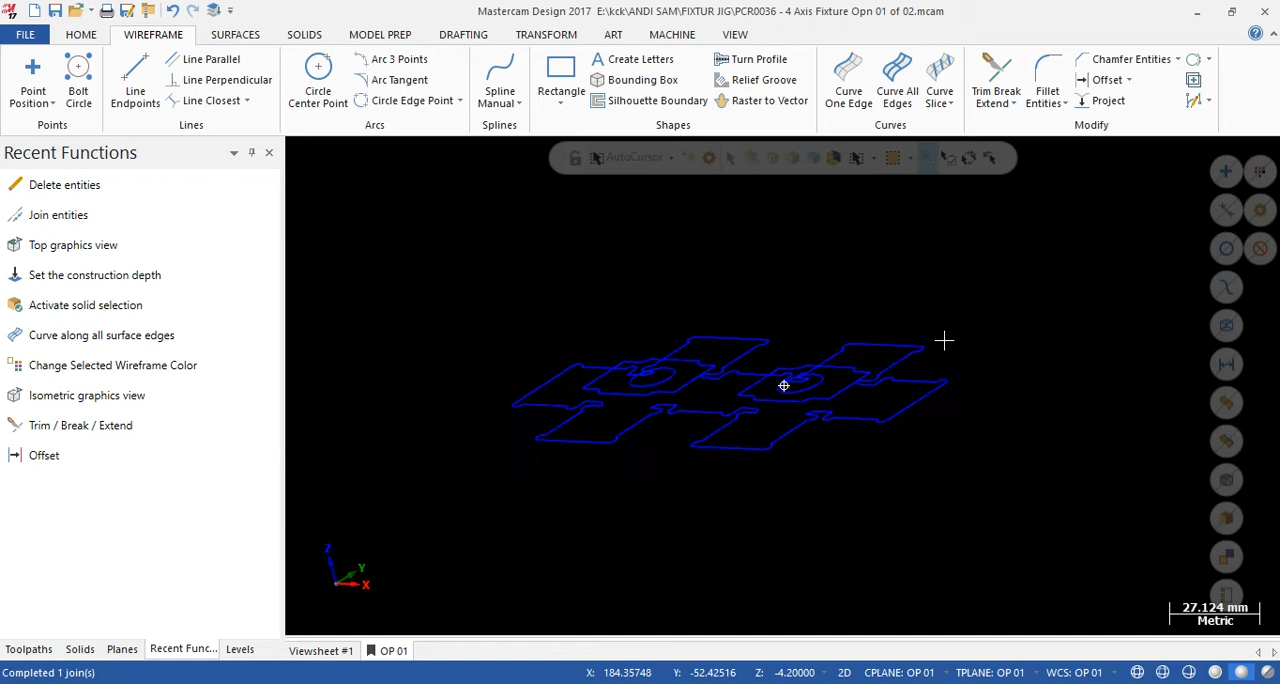 17
Mastercam Design 2017 E:\kck\ANDI SAM\FIXTUR JIG\PCR0036 - 4 Axis Fixture Opn 01 of 02.mcam
FILE HOME WIREFRAME SURFACES SOLIDS MODEL PREP DRAFTING TRANSFORM ART MACHINE VIEW
Point Position
Bolt Circle
Points
Line Endpoints
Line Parallel
Line Perpendicular
Line Closest
Lines
Circle Center Point
Arc 3 Points
Arc Tangent
Circle Edge Point
Arcs
Spline Manual
Splines
Rectangle
Create Letters
Bounding Box
Silhouette Boundary
Turn Profile
Relief Groove
Raster to Vector
Shapes
Curve One Edge
Curve All Edges
Curve Slice
Curves
Trim Break Extend
Fillet Entities
Chamfer Entities
Offset
Project
Modify
Recent Functions
AutoCursor
Delete entities
Join entities
Top graphics view
Set the construction depth
Activate solid selection
Curve along all surface edges
Change Selected Wireframe Color
Isometric graphics view
Trim / Break / Extend
Offset
Z
Y
X
27.124 mm
Metric
Toolpaths Solids Planes Recent Func... Levels
Viewsheet #1 OP 01
Completed 1 join(s)
X: 184.35748 Y: -52.42516 Z: -4.20000 2D CPLANE: OP 01 TPLANE: OP 01 WCS: OP 01